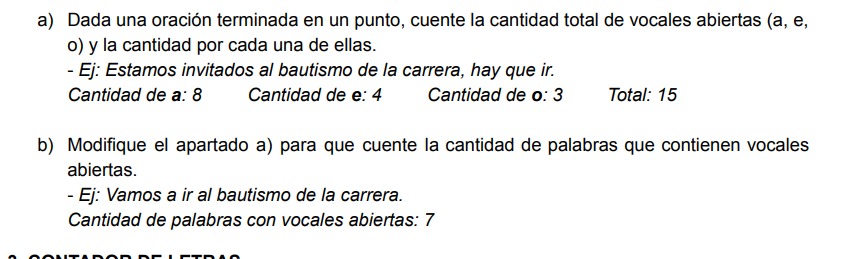 a) Dada una oración terminada en un punto, cuente la cantidad total de vocales abiertas (a, e,
o) y la cantidad por cada una de ellas.
- Ej: Estamos invitados al bautismo de la carrera, hay que ir.
Cantidad de a: 8 Cantidad de e: 4 Cantidad de o: 3 Total: 15
b) Modifique el apartado a) para que cuente la cantidad de palabras que contienen vocales
abiertas.
- Ej: Vamos a ir al bautismo de la carrera.
Cantidad de palabras con vocales abiertas: 7
CONTADOR DE LETRAS